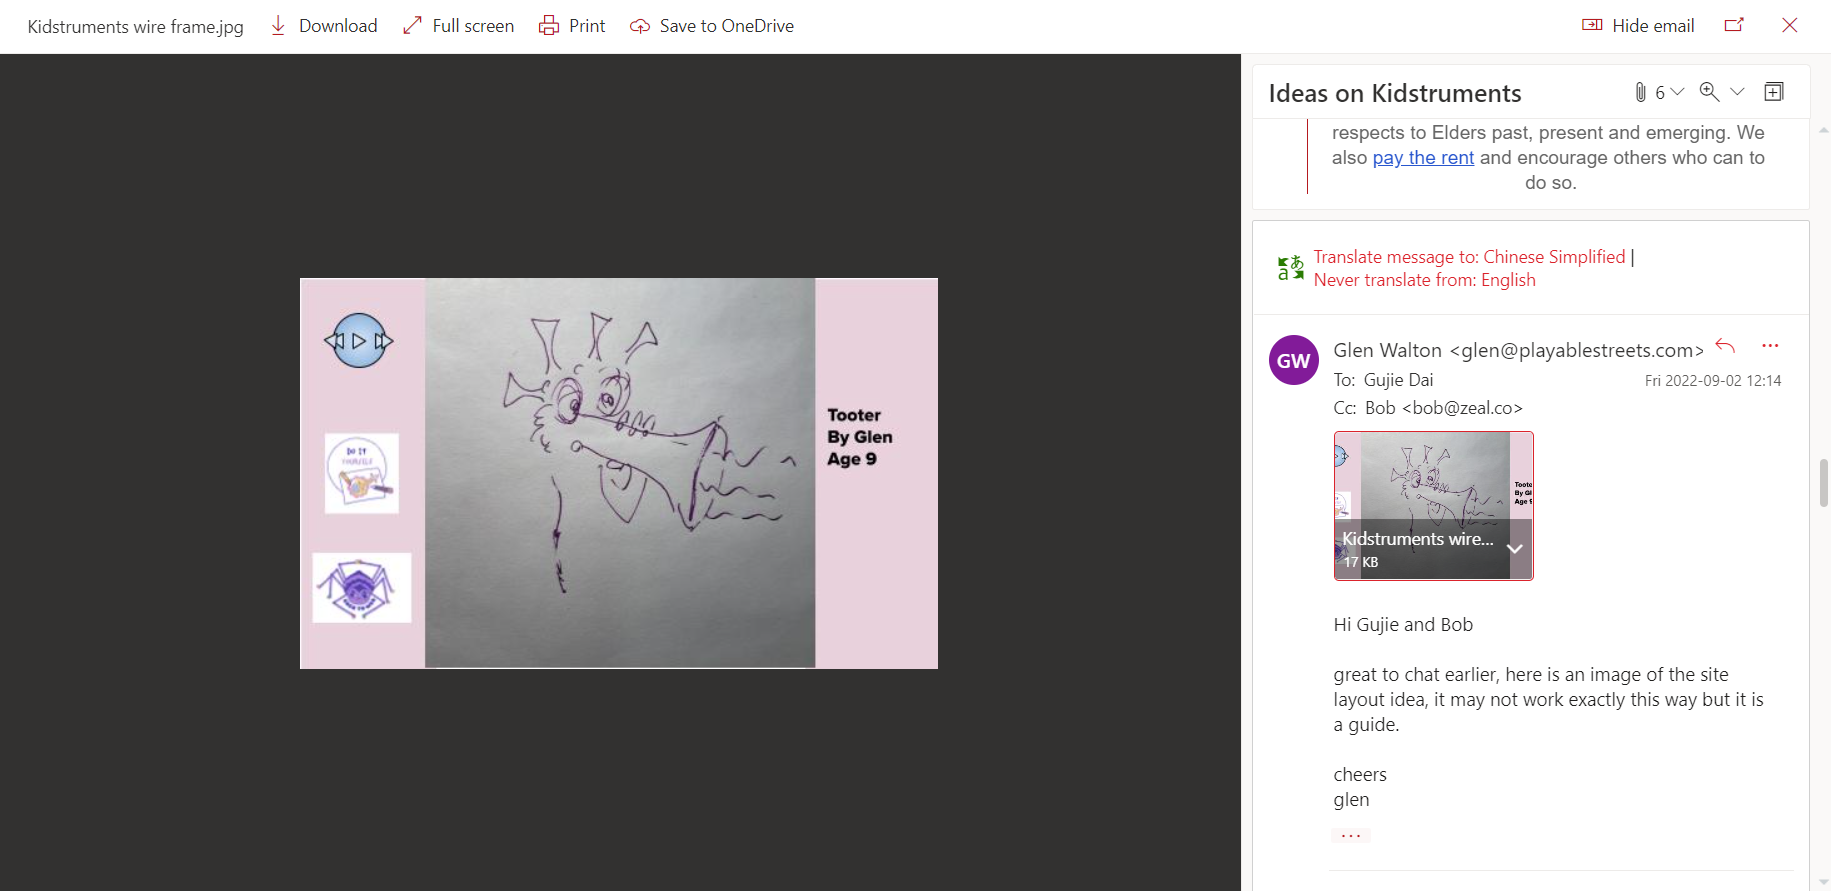 Kidstruments wire frame.jpg
Download
Full screen
Print
Save to OneDrive
Hide email
Tooter
By Glen
Age 9
DO IT
YOURSELF
Ideas on Kidstruments
6
respects to Elders past, present and emerging. We
also pay the rent and encourage others who can to
do so.
Translate message to: Chinese Simplified |
Never translate from: English
GW
Glen Walton <glen@playablestreets.com>
To: Gujie Dai
Fri 2022-09-02 12:14
Cc: Bob <bob@zeal.co>
Toote
By Gl
Age 9
Kidstruments wire...
17 KB
Hi Gujie and Bob
great to chat earlier, here is an image of the site
layout idea, it may not work exactly this way but it is
a guide.
cheers
glen
...